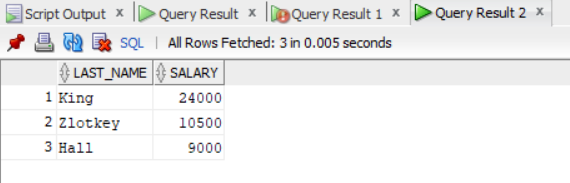 Script Output x Query Result x Query Result 1 x Query Result 2 x
SQL | All Rows Fetched: 3 in 0.005 seconds
LAST_NAME SALARY
1 King 24000
2 Zlotkey 10500
3 Hall 9000